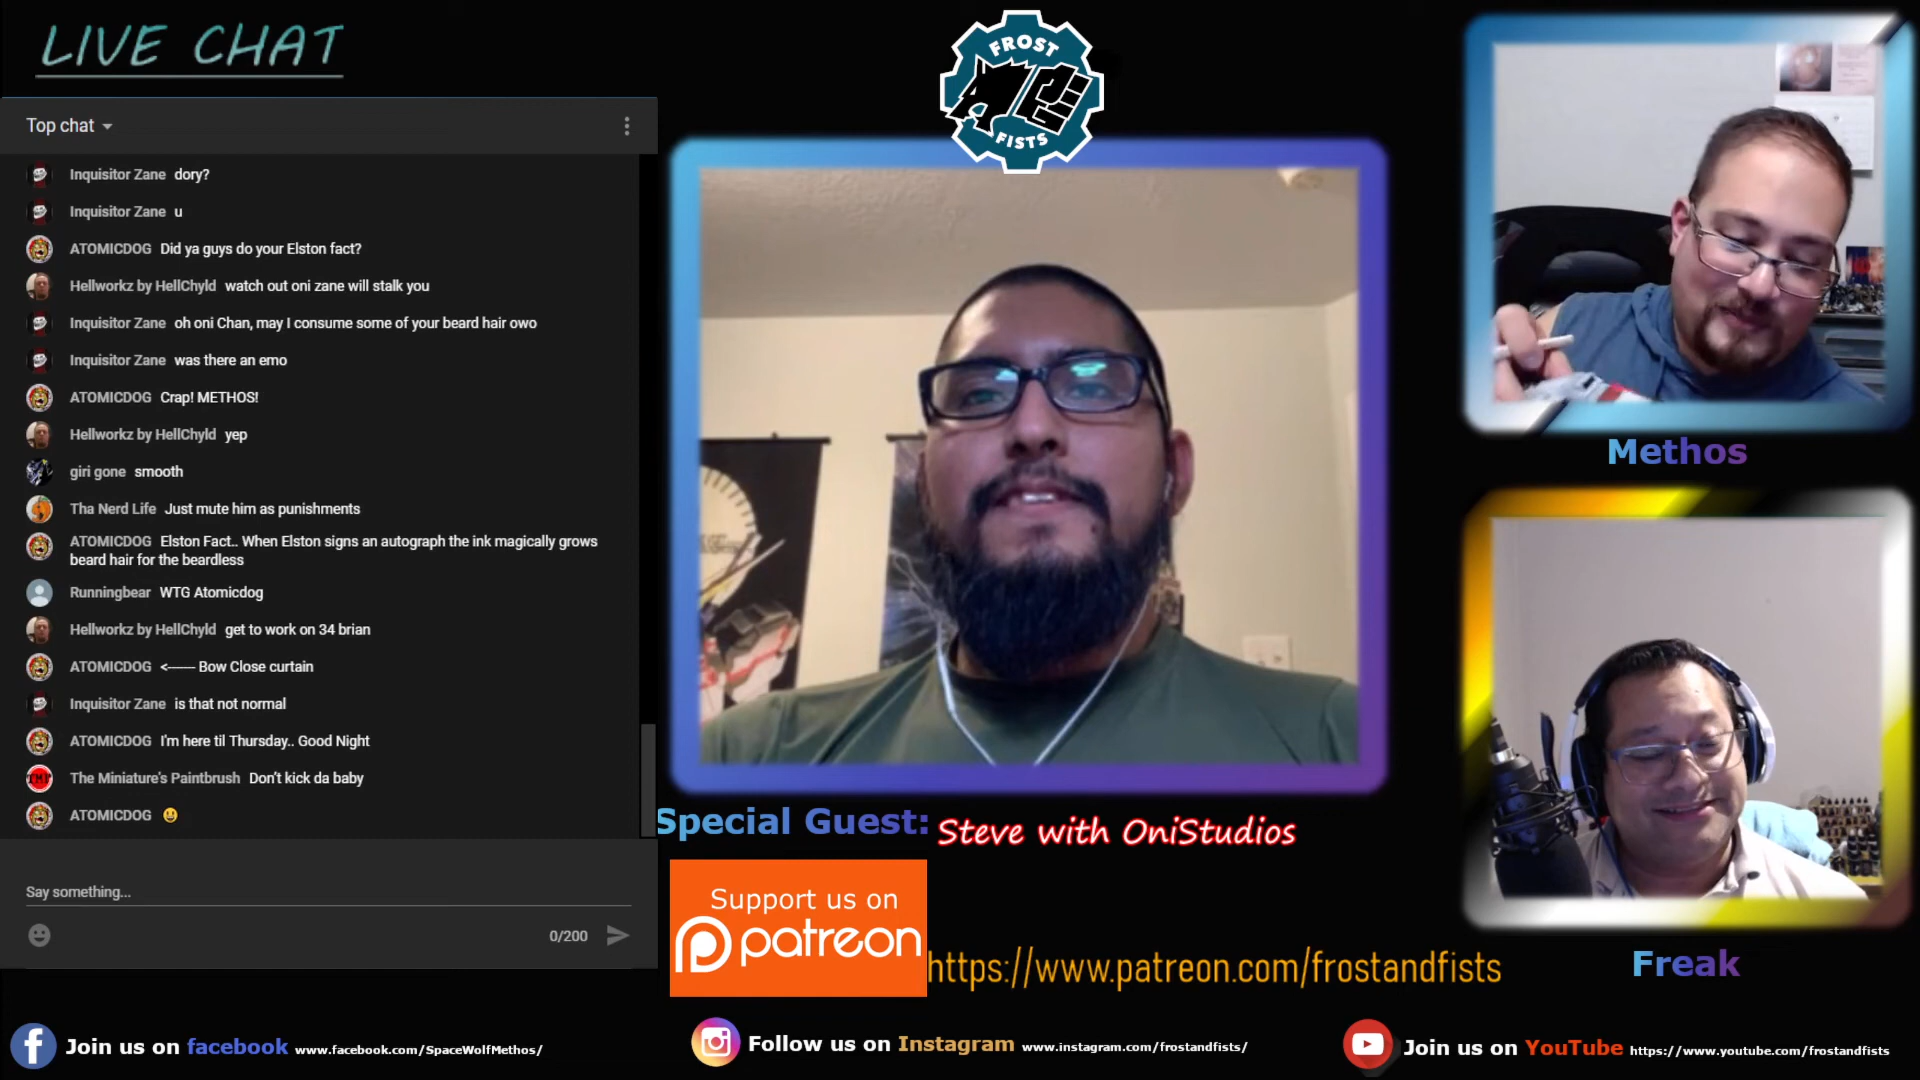 LIVE CHAT
Top chat
Inquisitor Zane dory?
Inquisitor Zane u
ATOMICDOG Did ya guys do your Elston fact?
Hellworkz by HellChyld watch out oni zane will stalk you
Inquisitor Zane oh oni Chan, may I consume some of your beard hair owo
Inquisitor Zane was there an emo
ATOMICDOG Crap! METHOS!
Hellworkz by HellChyld yep
giri gone smooth
Tha Nerd Life Just mute him as punishments
ATOMICDOG Elston Fact.. When Elston signs an autograph the ink magically grows
beard hair for the beardless
Runningbear WTG Atomicdog
Hellworkz by HellChyld get to work on 34 brian
ATOMICDOG <------- Bow Close curtain
Inquisitor Zane is that not normal
ATOMICDOG I'm here til Thursday.. Good Night
The Miniature's Paintbrush Don't kick da baby
ATOMICDOG 😃
Say something...
0/200
FROST
FISTS
Methos
Special Guest: Steve with OniStudios
Support us on
patreon
https://www.patreon.com/frostandfists
Freak
Join us on facebook www.facebook.com/SpaceWolfMethos/
Follow us on Instagram www.instagram.com/frostandfists/
Join us on YouTube https://www.youtube.com/frostandfists